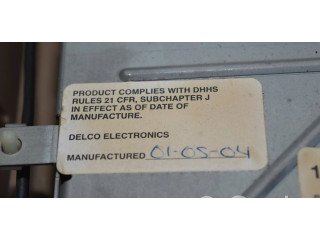 PRODUCT COMPLIES WITH DHHS
RULES 21 CFR, SUBCHAPTER J
IN EFFECT AS OF DATE OF
MANUFACTURE.
DELCO ELECTRONICS
MANUFACTURED 01-05-04
1